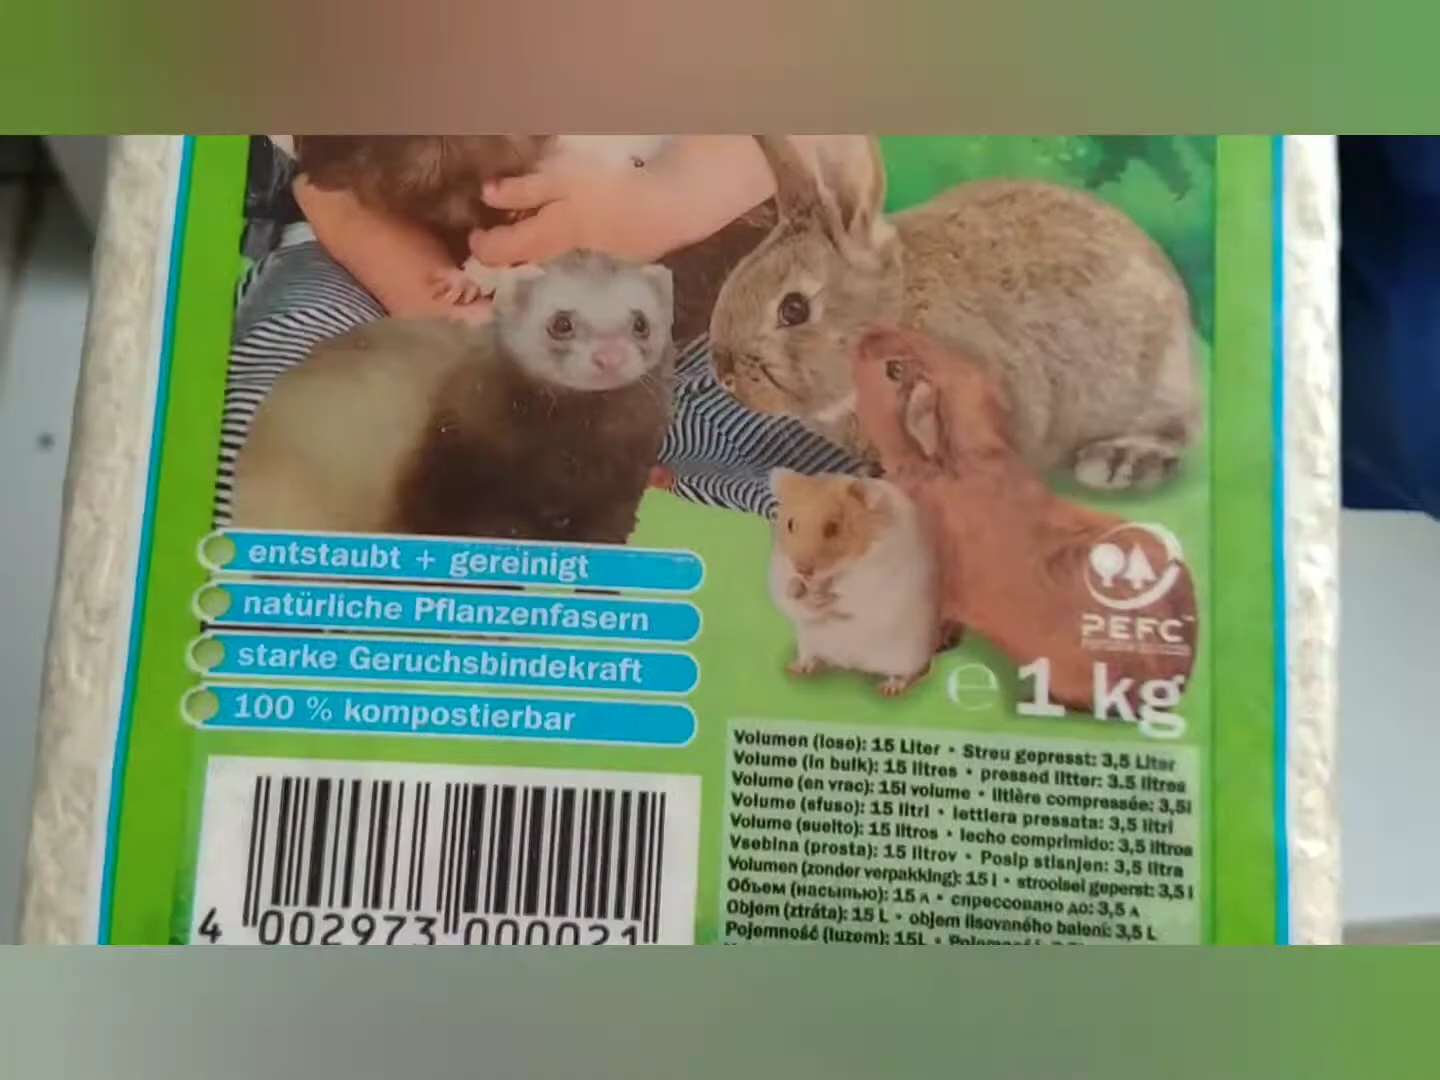 entstaubt + gereinigt
natürliche Pflanzenfasern
starke Geruchsbindekraft
100 % kompostierbar
PEFC™
℮ 1 kg
Volumen (lose): 15 Liter • Streu gepresst: 3,5 Liter
Volume (in bulk): 15 litres • pressed litter: 3.5 litres
Volume (en vrac): 15l volume • litière compressée: 3,5l
Volume (sfuso): 15 litri • lettiera pressata: 3,5 litri
Volume (suelto): 15 litros • lecho comprimido: 3,5 litros
Vsebina (prosta): 15 litrov • Posip stisnjen: 3,5 litra
Volumen (zonder verpakking): 15 l • strooisel geperst: 3,5 l
Объем (насыпью): 15 л • спрессовано до: 3,5 л
Objem (ztráta): 15 L • objem lisovaného balení: 3,5 L
Pojemność (luzem): 15L •
4 002973 000021